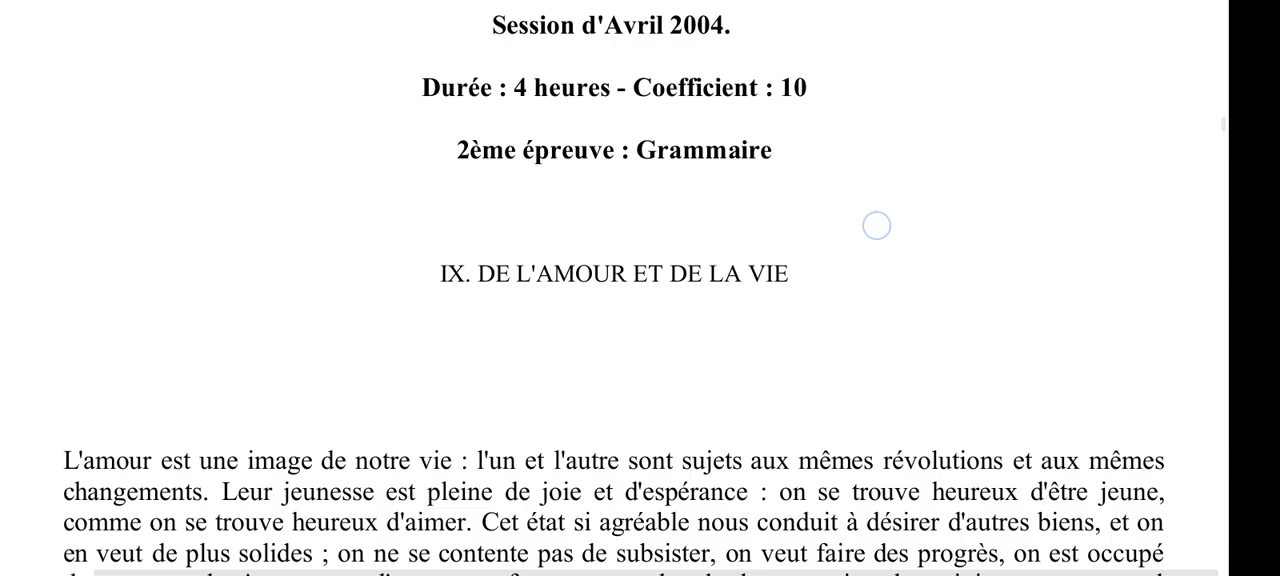 Session d'Avril 2004.
Durée : 4 heures - Coefficient : 10
2ème épreuve : Grammaire
IX. DE L'AMOUR ET DE LA VIE
L'amour est une image de notre vie : l'un et l'autre sont sujets aux mêmes révolutions et aux mêmes
changements. Leur jeunesse est pleine de joie et d'espérance : on se trouve heureux d'être jeune,
comme on se trouve heureux d'aimer. Cet état si agréable nous conduit à désirer d'autres biens, et on
en veut de plus solides ; on ne se contente pas de subsister, on veut faire des progrès, on est occupé